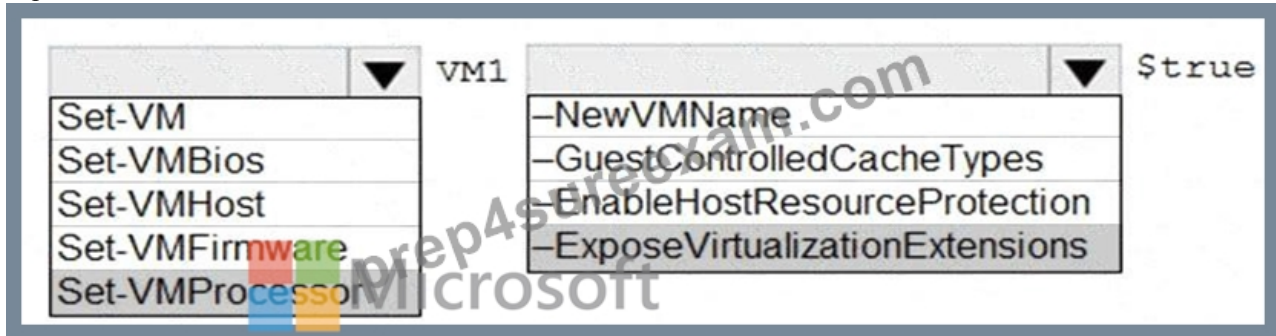 VM1
$true
Set-VM
Set-VMBios
Set-VMHost
Set-VMFirmware
Set-VMProcessor
–NewVMName
–GuestControlledCacheTypes
–EnableHostResourceProtection
–ExposeVirtualizationExtensions
prep4sureexam.com
Microsoft